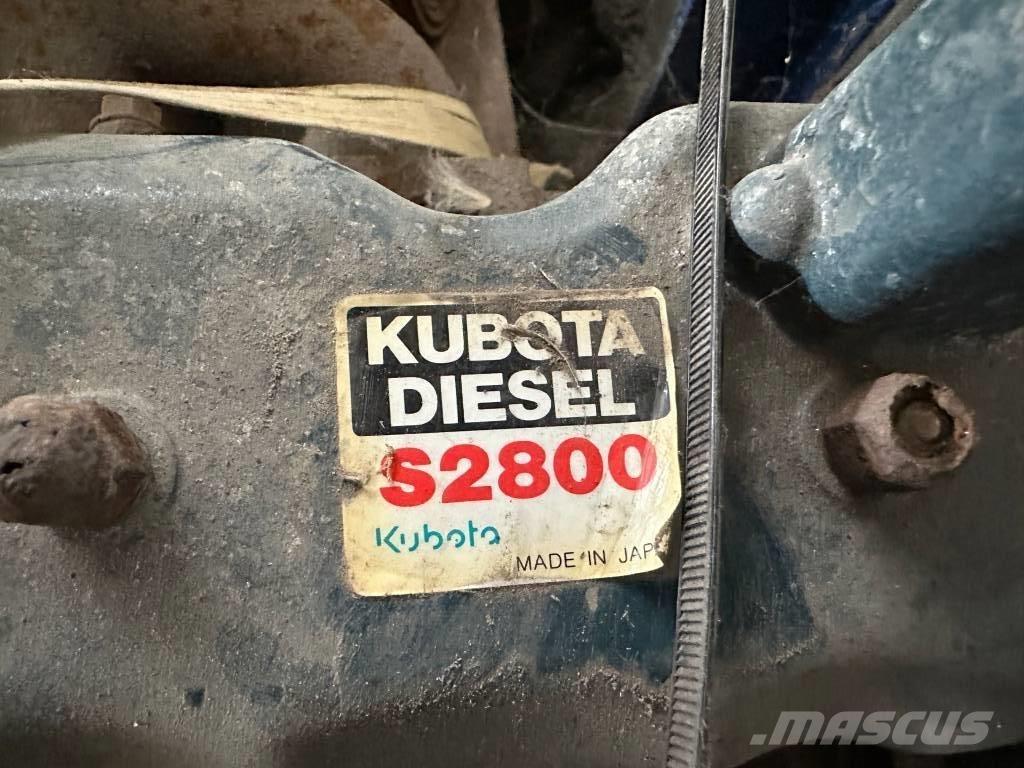 KUBOTA
DIESEL
S2800
Kubota
MADE IN JAP
MASCUS